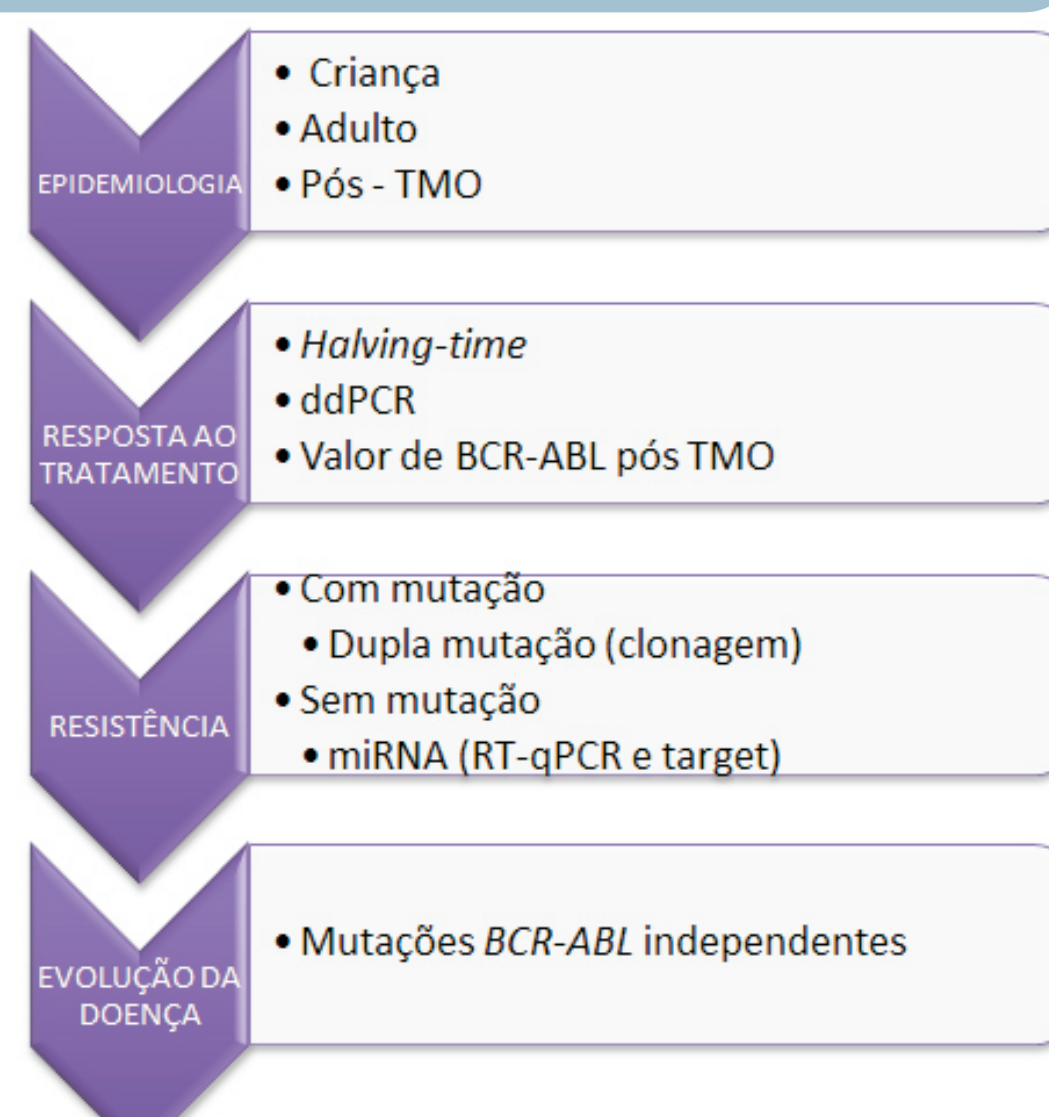 EPIDEMIOLOGIA
• Criança
• Adulto
• Pós - TMO
RESPOSTA AO
TRATAMENTO
• Halving-time
• ddPCR
• Valor de BCR-ABL pós TMO
RESISTÊNCIA
• Com mutação
• Dupla mutação (clonagem)
• Sem mutação
• miRNA (RT-qPCR e target)
EVOLUÇÃO DA
DOENÇA
• Mutações BCR-ABL independentes